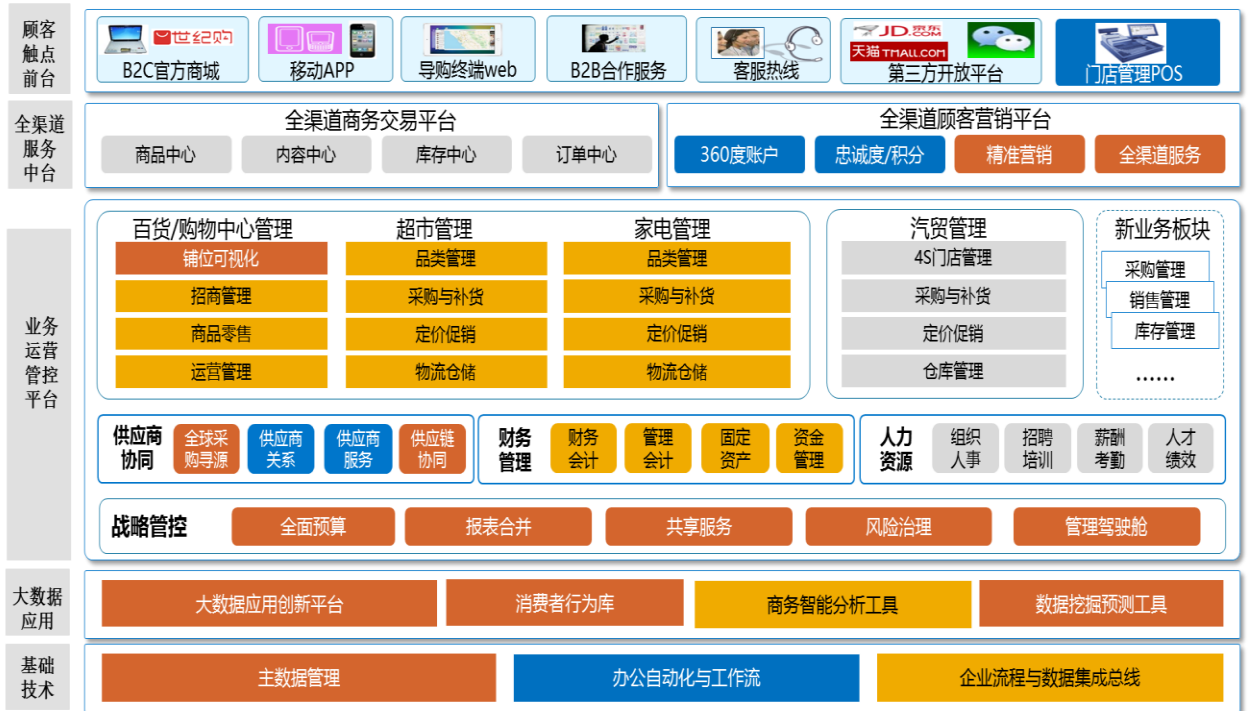 顾客
触点
前台
世纪购
B2C官方商城
移动APP
导购终端web
B2B合作服务
客服热线
JD.京东
.COM
天猫 TMALL.COM
第三方开放平台
门店管理POS
全渠道
服务
中台
全渠道商务交易平台
商品中心 内容中心 库存中心 订单中心
全渠道顾客营销平台
360度账户 忠诚度/积分 精准营销 全渠道服务
业务
运营
管控
平台
百货/购物中心管理
铺位可视化
招商管理
商品零售
运营管理
超市管理
品类管理
采购与补货
定价促销
物流仓储
家电管理
品类管理
采购与补货
定价促销
物流仓储
汽贸管理
4S门店管理
采购与补货
定价促销
仓库管理
新业务板块
采购管理
销售管理
库存管理
……
供应商
协同
全球采
购寻源
供应商
关系
供应商
服务
供应链
协同
财务
管理
财务
会计
管理
会计
固定
资产
资金
管理
人力
资源
组织
人事
招聘
培训
薪酬
考勤
人才
绩效
战略管控
全面预算 报表合并 共享服务 风险治理 管理驾驶舱
大数据
应用
大数据应用创新平台 消费者行为库 商务智能分析工具 数据挖掘预测工具
基础
技术
主数据管理 办公自动化与工作流 企业流程与数据集成总线